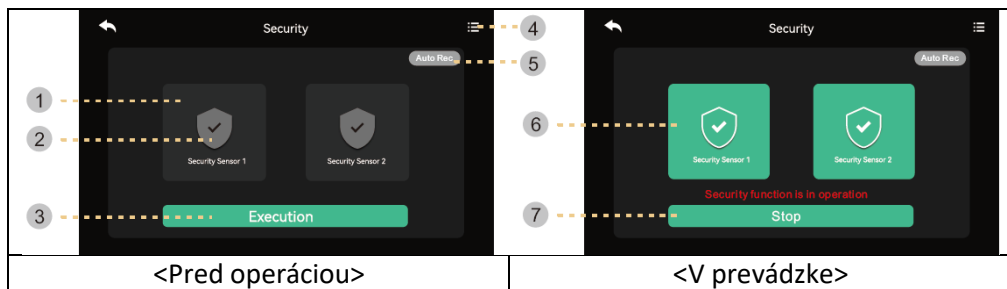 Security
4
Auto Rec
5
1
2
Security Sensor 1
Security Sensor 2
3
Execution
<Pred operáciou>
Security
Auto Rec
6
Security Sensor 1
Security Sensor 2
Security function is in operation
7
Stop
<V prevádzke>